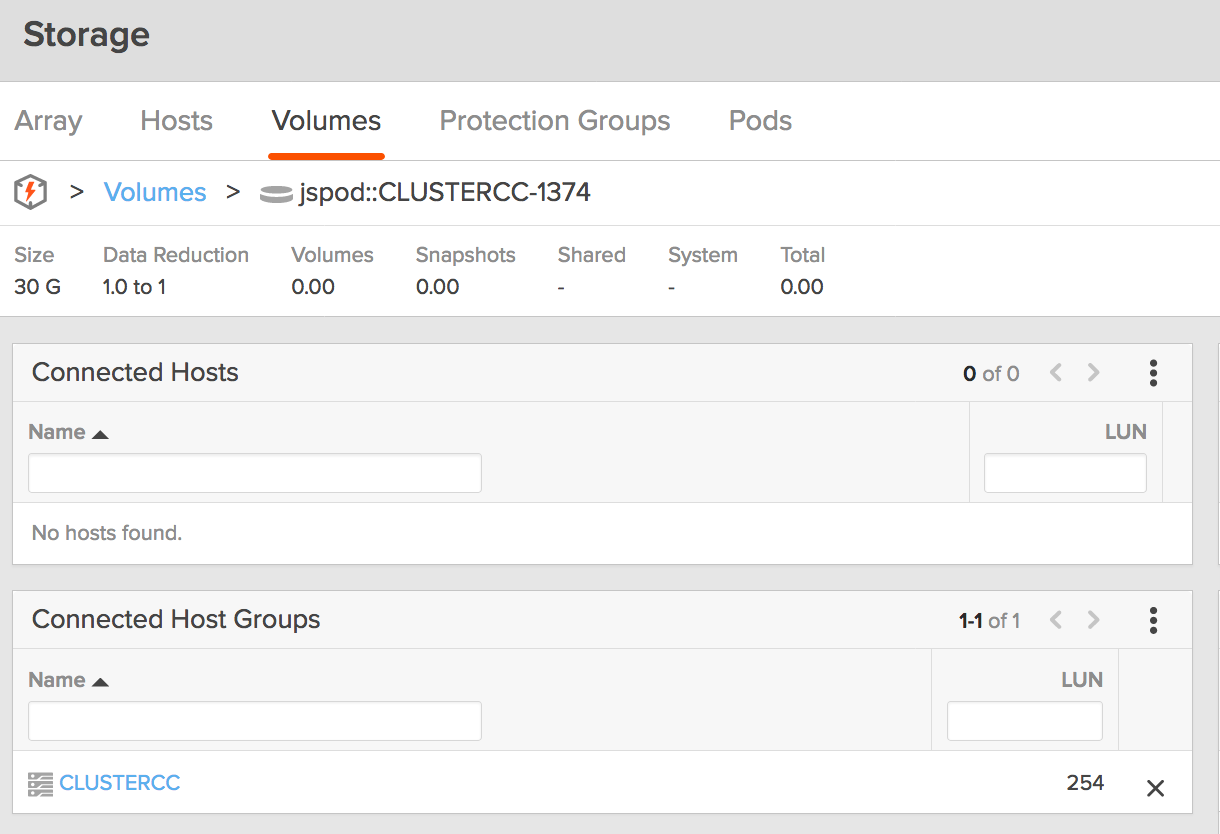 Storage
Array Hosts Volumes Protection Groups Pods
> Volumes > jspod::CLUSTERCC-1374
Size Data Reduction Volumes Snapshots Shared System Total
30 G 1.0 to 1 0.00 0.00 - - 0.00
Connected Hosts 0 of 0 < >
Name LUN
No hosts found.
Connected Host Groups 1-1 of 1 < >
Name LUN
CLUSTERCC 254